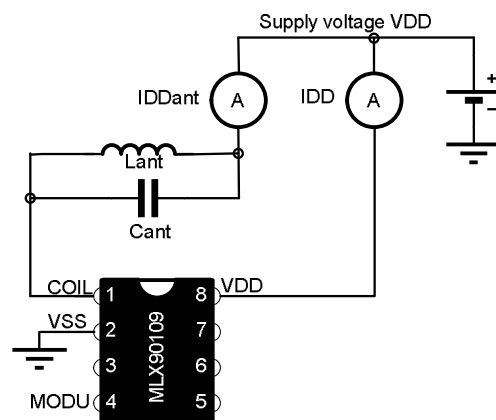 Supply voltage VDD
IDDant
A
IDD
A
+
−
Lant
Cant
COIL
1
8
VDD
VSS
2
7
MLX90109
3
6
MODU
4
5